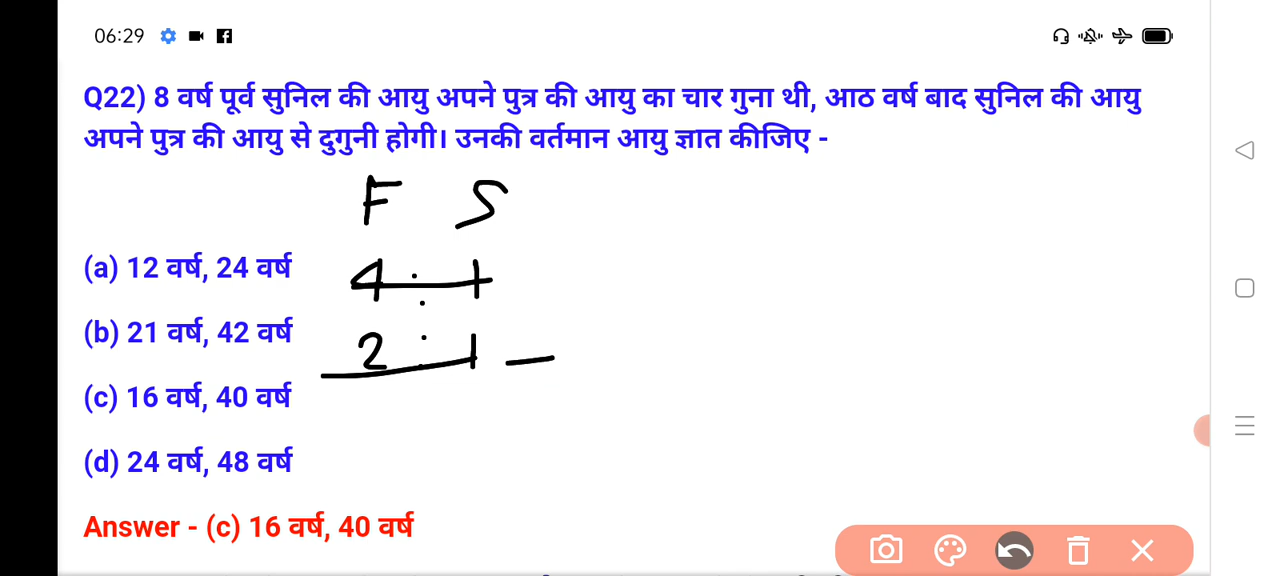 06:29
Q22) 8 वर्ष पूर्व सुनिल की आयु अपने पुत्र की आयु का चार गुना थी, आठ वर्ष बाद सुनिल की आयु
अपने पुत्र की आयु से दुगुनी होगी। उनकी वर्तमान आयु ज्ञात कीजिए -
F S
(a) 12 वर्ष, 24 वर्ष
4 : 1
(b) 21 वर्ष, 42 वर्ष
2 : 1 —
(c) 16 वर्ष, 40 वर्ष
(d) 24 वर्ष, 48 वर्ष
Answer - (c) 16 वर्ष, 40 वर्ष